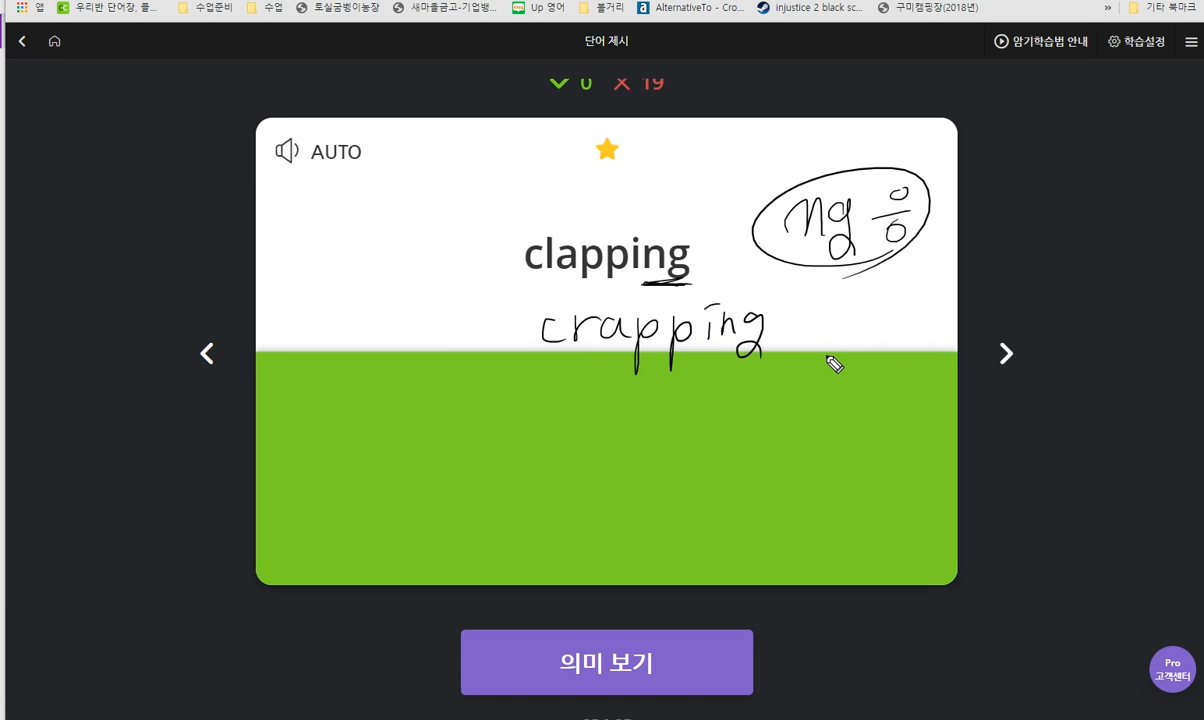 앱 우리반 단어장, 클... 수업준비 수업 토실굼벵이농장 새마을금고-기업뱅... Up 영어 볼거리 AlternativeTo - Cro... injustice 2 black sc... 구미캠핑장(2018년) » 기타 북마크
단어 제시 암기학습법 안내 학습설정
0 19
AUTO
ng ㅇ
ㅇ
clapping
crapping
의미 보기
Pro
고객센터